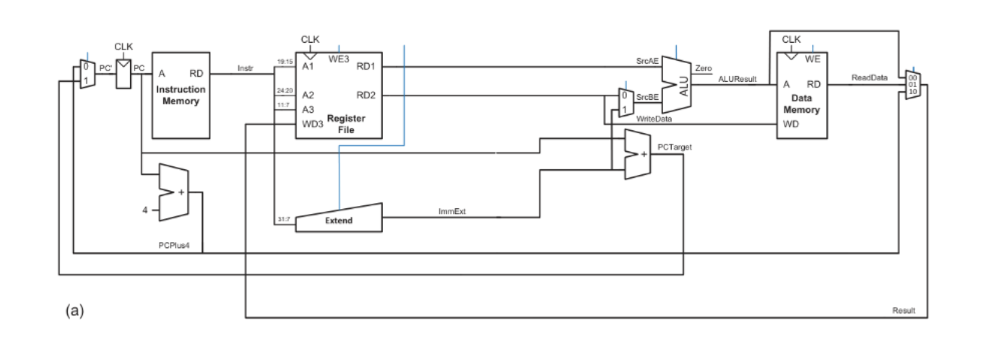 CLK
CLK
CLK
0
1
PC'
PC
A RD
Instruction
Memory
Instr
19:15
A1
WE3
RD1
24:20
A2
RD2
11:7
A3
WD3
Register
File
SrcAE
0
1
SrcBE
WriteData
ALU
Zero
ALUResult
WE
A RD
Data
Memory
WD
ReadData
00
01
10
+
PCTarget
4
+
31:7
Extend
ImmExt
PCPlus4
Result
(a)